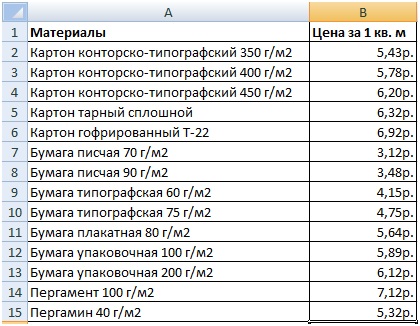 A B
1 Материалы Цена за 1 кв. м
2 Картон конторско-типографский 350 г/м2 5,43р.
3 Картон конторско-типографский 400 г/м2 5,78р.
4 Картон конторско-типографский 450 г/м2 6,20р.
5 Картон тарный сплошной 6,32р.
6 Картон гофрированный Т-22 6,92р.
7 Бумага писчая 70 г/м2 3,12р.
8 Бумага писчая 90 г/м2 3,48р.
9 Бумага типографская 60 г/м2 4,15р.
10 Бумага типографская 75 г/м2 4,75р.
11 Бумага плакатная 80 г/м2 5,64р.
12 Бумага упаковочная 100 г/м2 5,89р.
13 Бумага упаковочная 200 г/м2 6,12р.
14 Пергамент 100 г/м2 7,12р.
15 Пергамин 40 г/м2 5,32р.